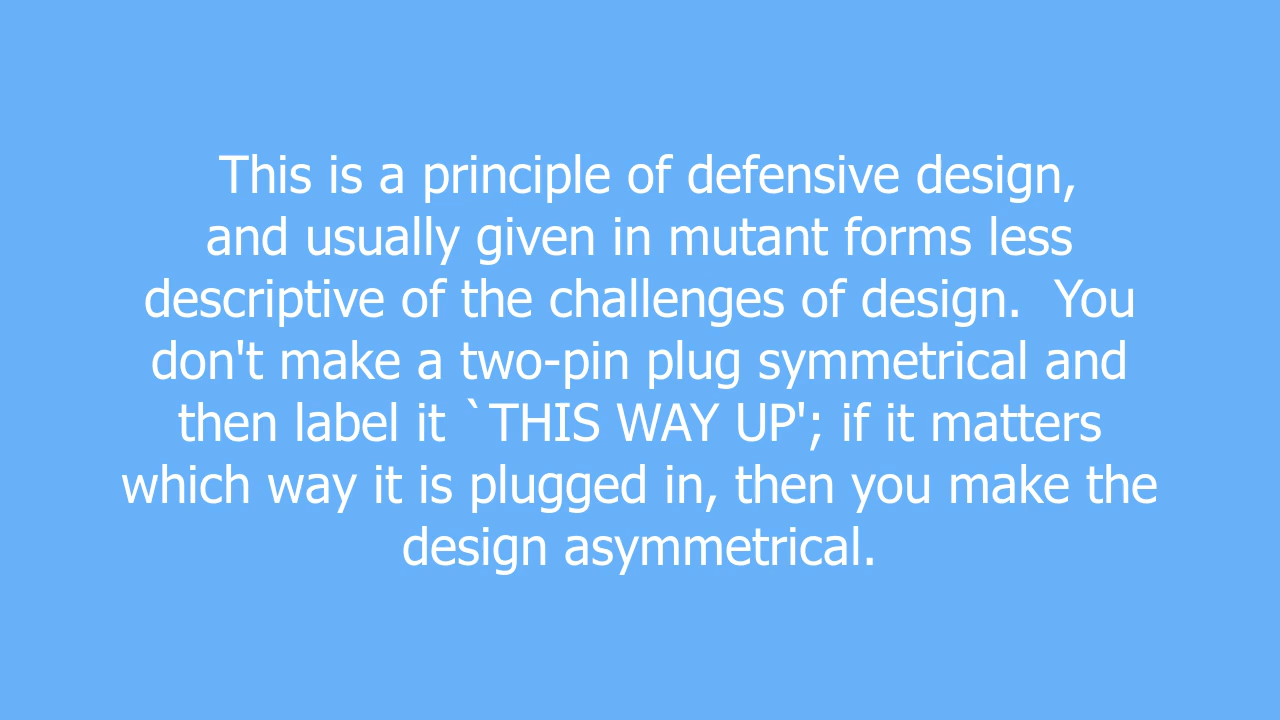 This is a principle of defensive design,
and usually given in mutant forms less
descriptive of the challenges of design.  You
don't make a two-pin plug symmetrical and
then label it `THIS WAY UP'; if it matters
which way it is plugged in, then you make the
design asymmetrical.